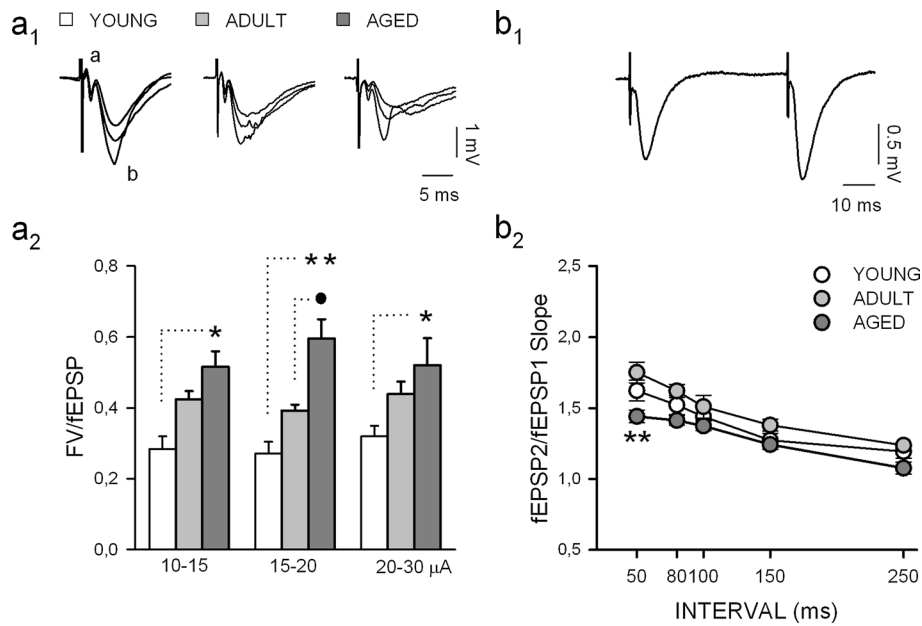 a1 YOUNG ADULT AGED
a
b
1 mV
5 ms
b1
0.5 mV
10 ms
a2
0,8
0,6
0,4
0,2
0,0
FV/fEPSP
*
**
●
*
10-15 15-20 20-30 µA
b2
2,5
2,0
1,5
1,0
0,5
fEPSP2/fEPSP1 Slope
YOUNG
ADULT
AGED
**
50 80 100 150 250
INTERVAL (ms)